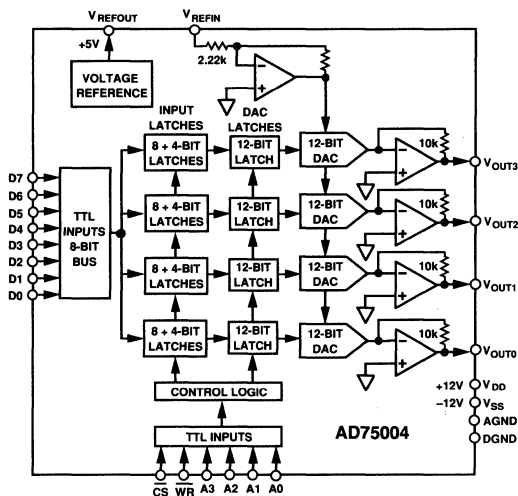 VREFOUT VREFIN
+5V
2.22k
VOLTAGE
REFERENCE
INPUT
LATCHES
DAC
LATCHES
8 + 4-BIT
LATCHES
12-BIT
LATCH
12-BIT
DAC
10k
VOUT3
8 + 4-BIT
LATCHES
12-BIT
LATCH
12-BIT
DAC
10k
VOUT2
8 + 4-BIT
LATCHES
12-BIT
LATCH
12-BIT
DAC
10k
VOUT1
8 + 4-BIT
LATCHES
12-BIT
LATCH
12-BIT
DAC
10k
VOUT0
D7
D6
D5
D4
D3
D2
D1
D0
TTL
INPUTS
8-BIT
BUS
CONTROL LOGIC
TTL INPUTS
AD75004
+12V VDD
−12V VSS
AGND
DGND
CS WR A3 A2 A1 A0